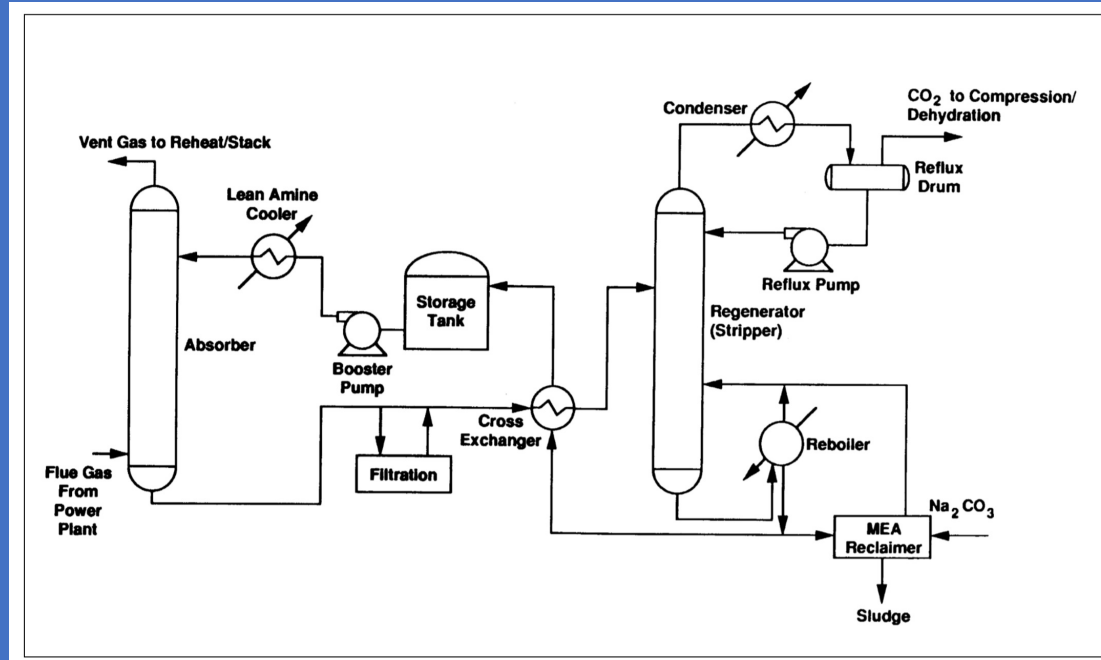 Condenser
CO2 to Compression/
Dehydration
Vent Gas to Reheat/Stack
Reflux
Drum
Lean Amine
Cooler
Reflux Pump
Storage
Tank
Regenerator
(Stripper)
Absorber
Booster
Pump
Cross
Exchanger
Reboiler
Filtration
Flue Gas
From
Power
Plant
Na2CO3
MEA
Reclaimer
Sludge